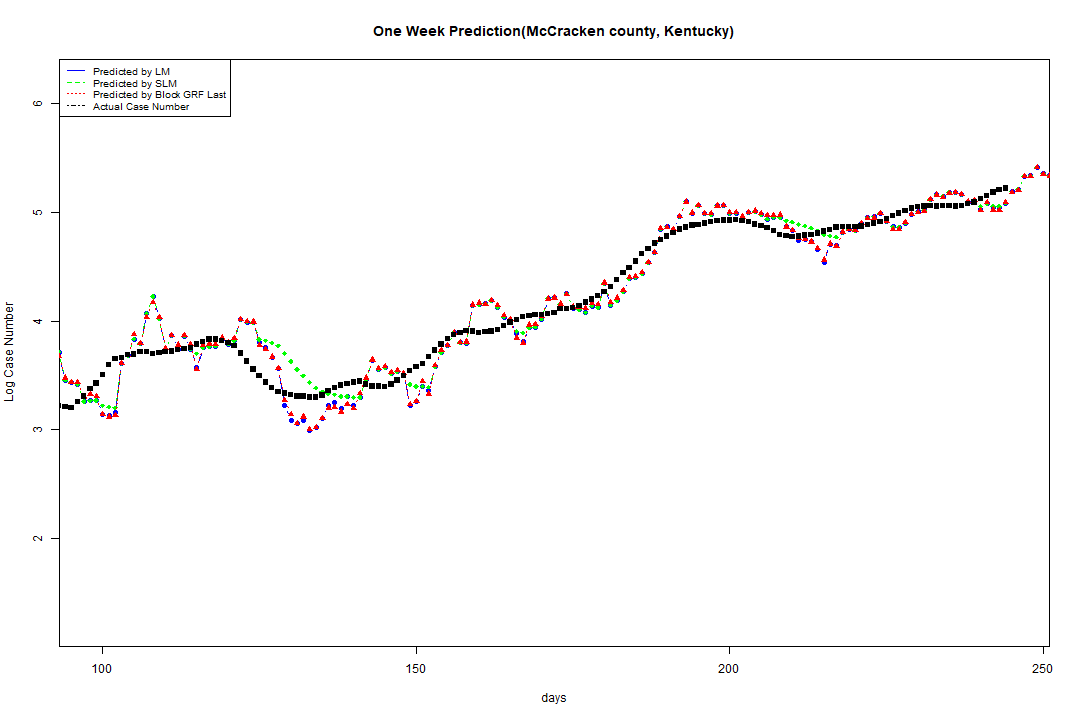 One Week Prediction(McCracken county, Kentucky)
Predicted by LM
Predicted by SLM
Predicted by Block GRF Last
Actual Case Number
6
5
4
3
2
Log Case Number
100 150 200 250
days